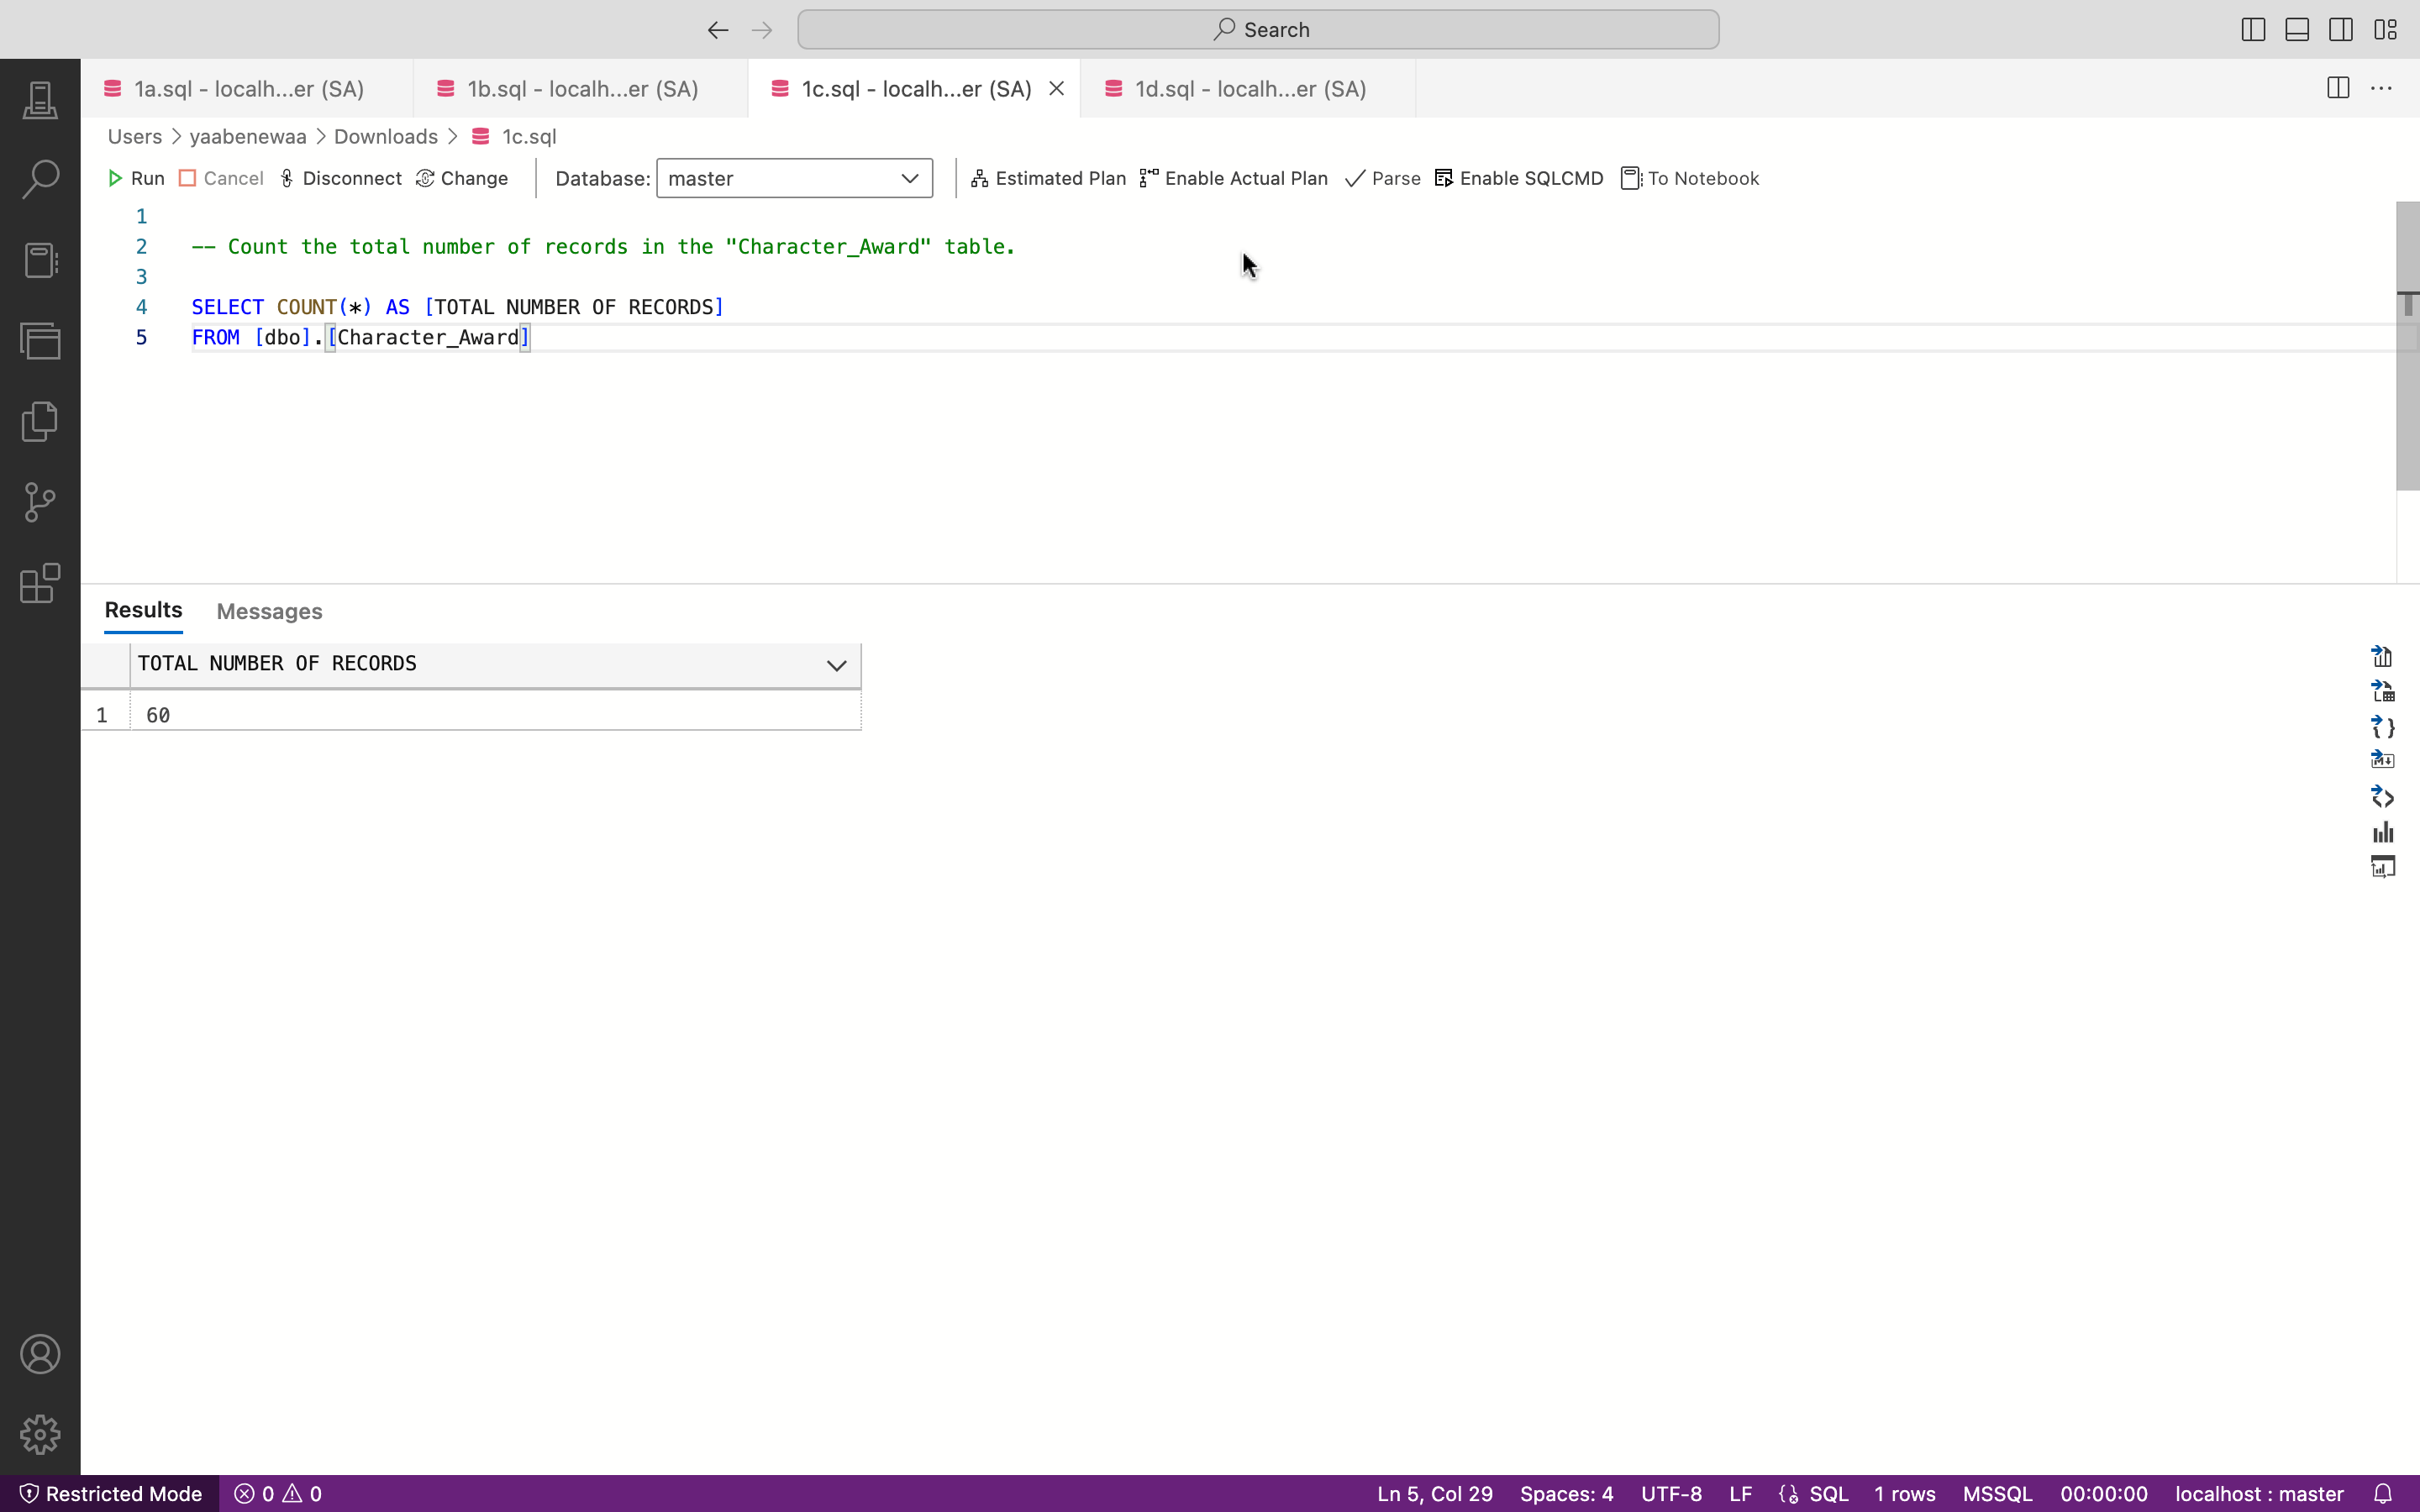 Search
1a.sql - localh...er (SA) 1b.sql - localh...er (SA) 1c.sql - localh...er (SA) 1d.sql - localh...er (SA)
Users > yaabenewaa > Downloads > 1c.sql
Run Cancel Disconnect Change Database: master Estimated Plan Enable Actual Plan Parse Enable SQLCMD To Notebook
1
2 -- Count the total number of records in the "Character_Award" table.
3
4 SELECT COUNT(*) AS [TOTAL NUMBER OF RECORDS]
5 FROM [dbo].[Character_Award]
Results Messages
TOTAL NUMBER OF RECORDS
1 60
Restricted Mode 0 0 Ln 5, Col 29 Spaces: 4 UTF-8 LF SQL 1 rows MSSQL 00:00:00 localhost : master